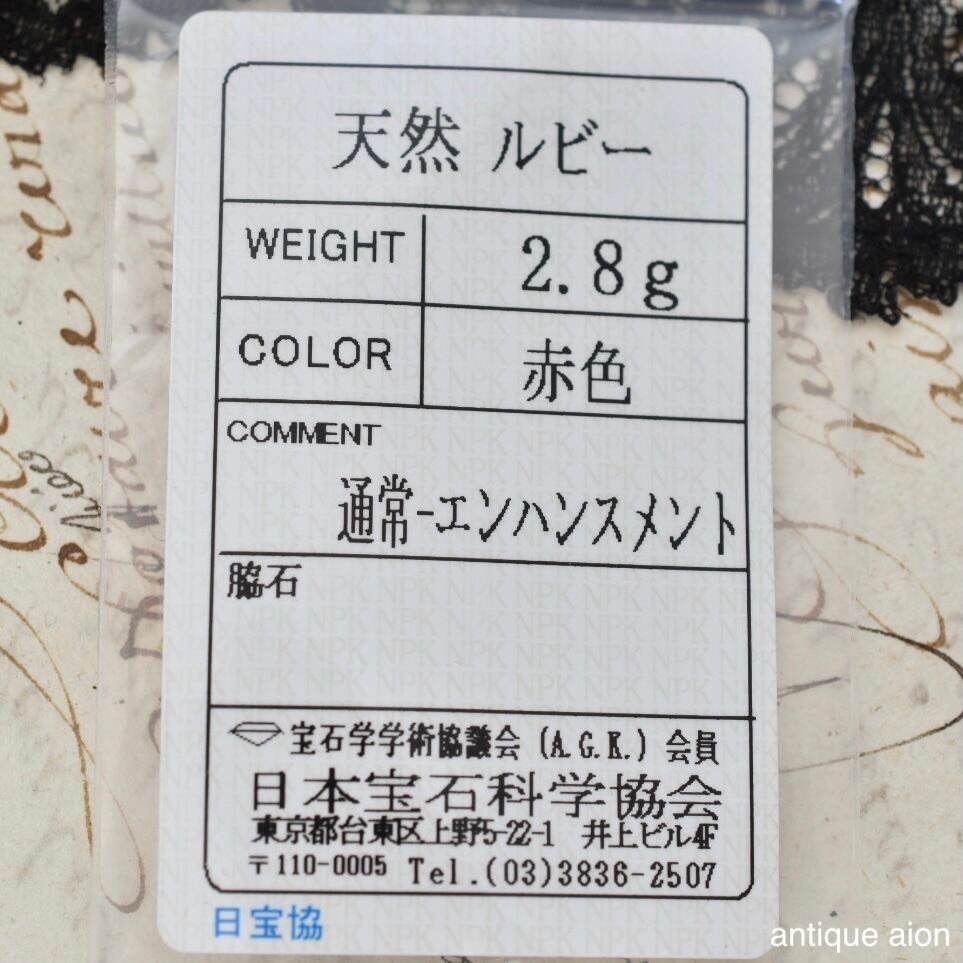 天然 ルビー
WEIGHT 2.8g
COLOR 赤色
COMMENT
通常-エンハンスメント
脇石
宝石学学術協議会 (A.G.K.) 会員
日本宝石科学協会
東京都台東区上野5-22-1 井上ビル4F
〒110-0005 Tel.(03)3836-2507
日宝協
antique aion